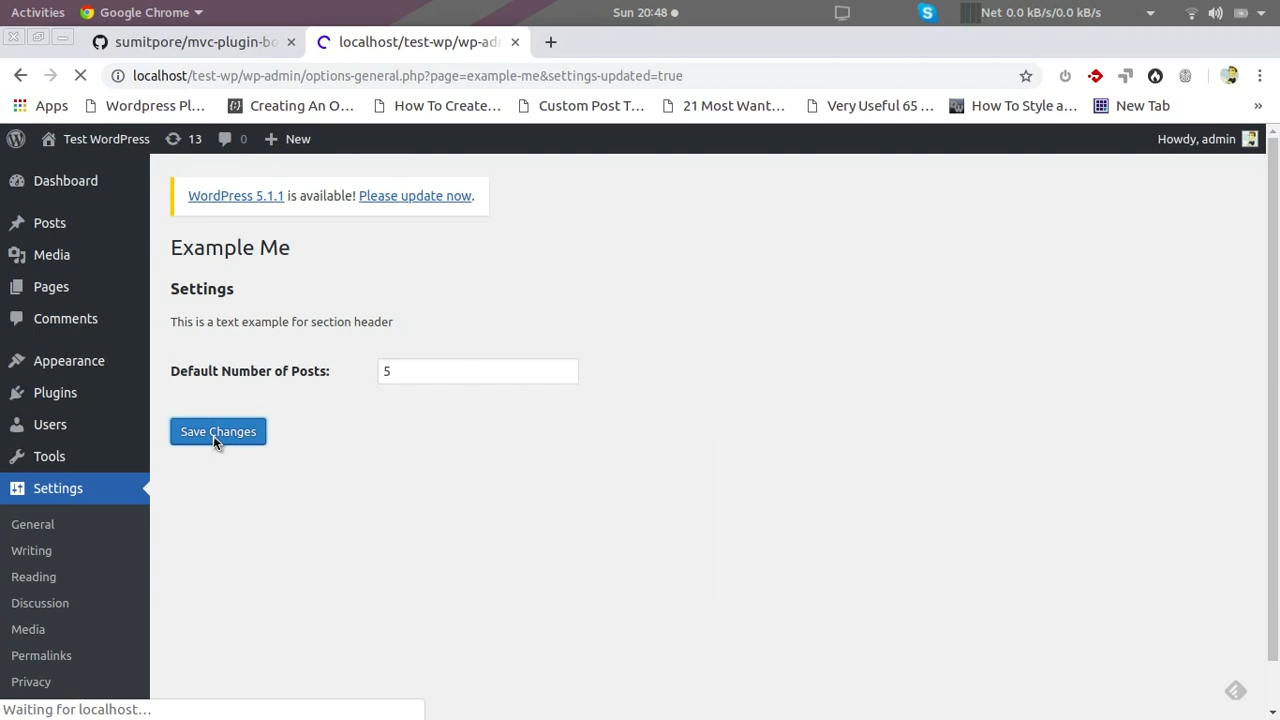 Activities Google Chrome Sun 20:48 Net 0.0 kB/s/0.0 kB/s
sumitpore/mvc-plugin-bo localhost/test-wp/wp-adm
localhost/test-wp/wp-admin/options-general.php?page=example-me&settings-updated=true
Apps Wordpress Pl... Creating An O... How To Create... Custom Post T... 21 Most Want... Very Useful 65 ... How To Style a... New Tab »
Test WordPress 13 0 New Howdy, admin
Dashboard
WordPress 5.1.1 is available! Please update now.
Posts
Example Me
Media
Pages
Settings
Comments
This is a text example for section header
Appearance
Default Number of Posts: 5
Plugins
Users
Save Changes
Tools
Settings
General
Writing
Reading
Discussion
Media
Permalinks
Privacy
Waiting for localhost...